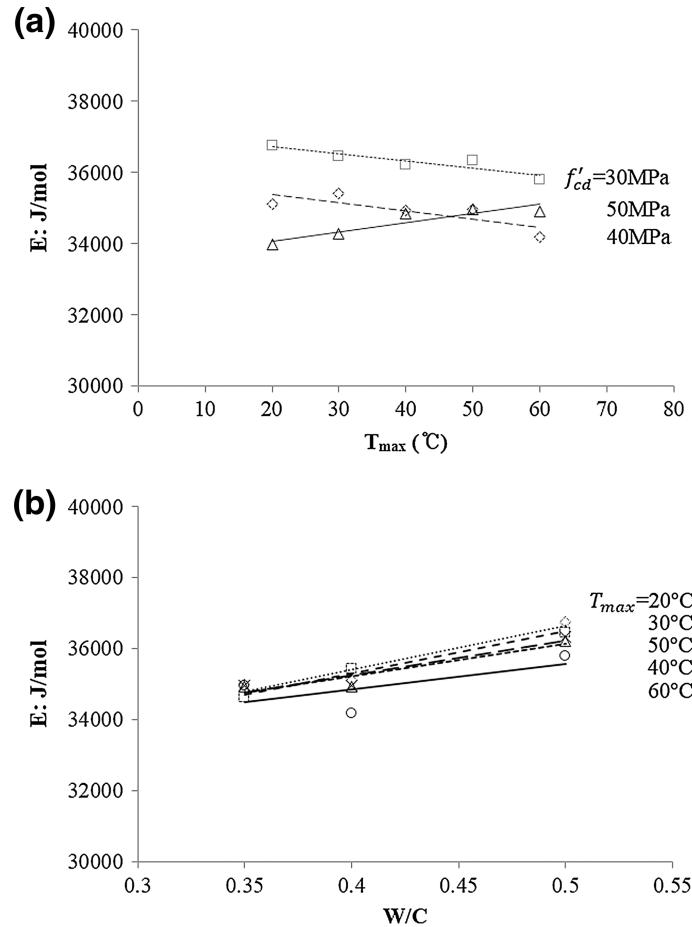 (a)
40000
38000
36000
34000
32000
30000
E: J/mol
f′cd=30MPa
50MPa
40MPa
0 10 20 30 40 50 60 70 80
Tmax (℃)
(b)
40000
38000
36000
34000
32000
30000
E: J/mol
Tmax=20°C
30°C
50°C
40°C
60°C
0.3 0.35 0.4 0.45 0.5 0.55
W/C